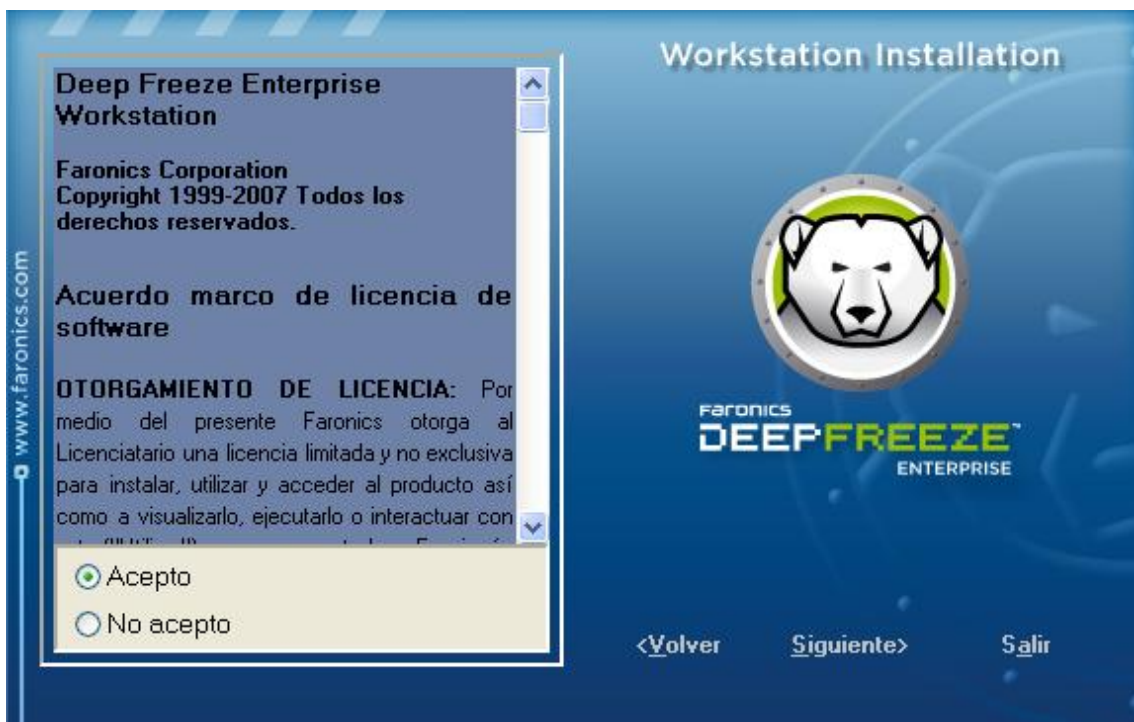 Workstation Installation
Deep Freeze Enterprise
Workstation
Faronics Corporation
Copyright 1999-2007 Todos los
derechos reservados.
Acuerdo marco de licencia de
software
OTORGAMIENTO DE LICENCIA: Por
medio del presente Faronics otorga al
Licenciatario una licencia limitada y no exclusiva
para instalar, utilizar y acceder al producto así
como a visualizarlo, ejecutarlo o interactuar con
Acepto
No acepto
www.faronics.com
Faronics
DEEPFREEZE™
ENTERPRISE
<Volver
Siguiente>
Salir